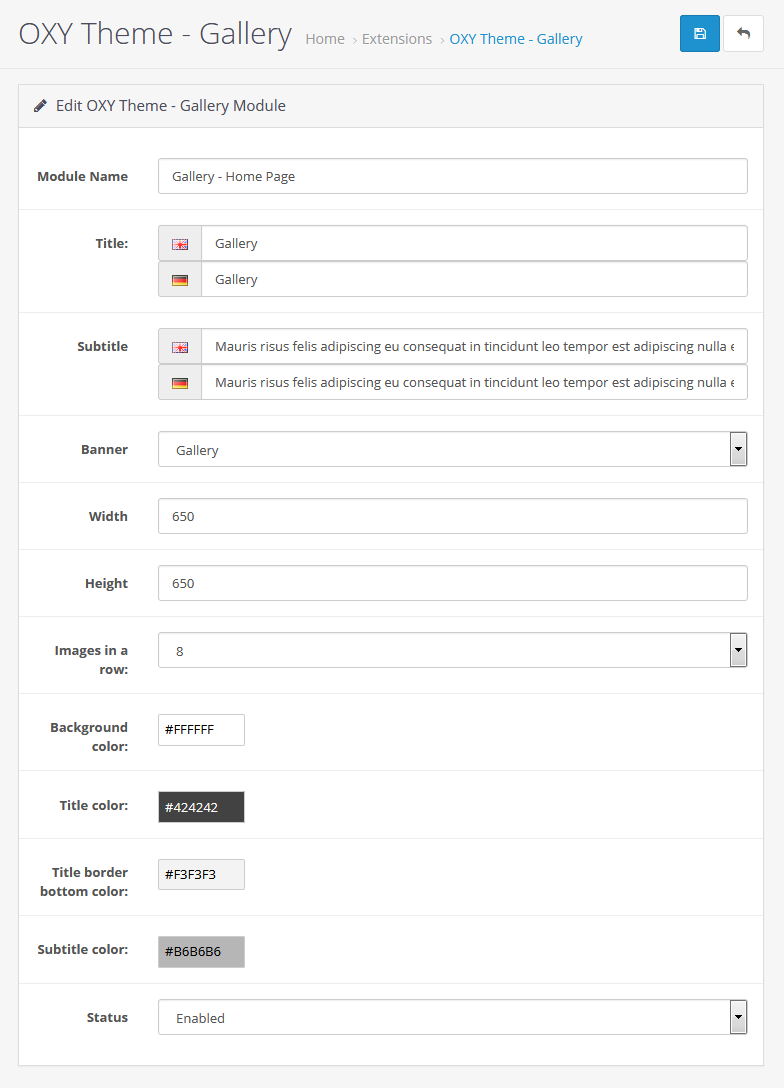 OXY Theme - Gallery
Home › Extensions › OXY Theme - Gallery
Edit OXY Theme - Gallery Module
Module Name
Gallery - Home Page
Title:
Gallery
Gallery
Subtitle
Mauris risus felis adipiscing eu consequat in tincidunt leo tempor est adipiscing nulla e
Mauris risus felis adipiscing eu consequat in tincidunt leo tempor est adipiscing nulla e
Banner
Gallery
Width
650
Height
650
Images in a
row:
8
Background
color:
#FFFFFF
Title color:
#424242
Title border
bottom color:
#F3F3F3
Subtitle color:
#B6B6B6
Status
Enabled